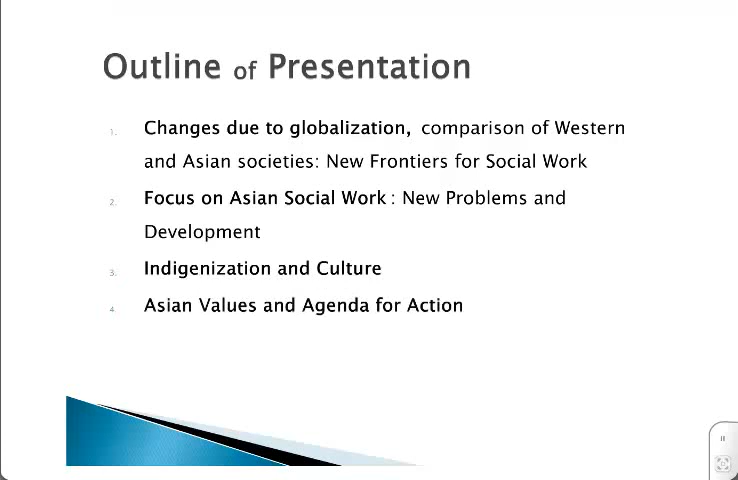 Outline of Presentation
1. Changes due to globalization, comparison of Western
and Asian societies: New Frontiers for Social Work
2. Focus on Asian Social Work : New Problems and
Development
3. Indigenization and Culture
4. Asian Values and Agenda for Action